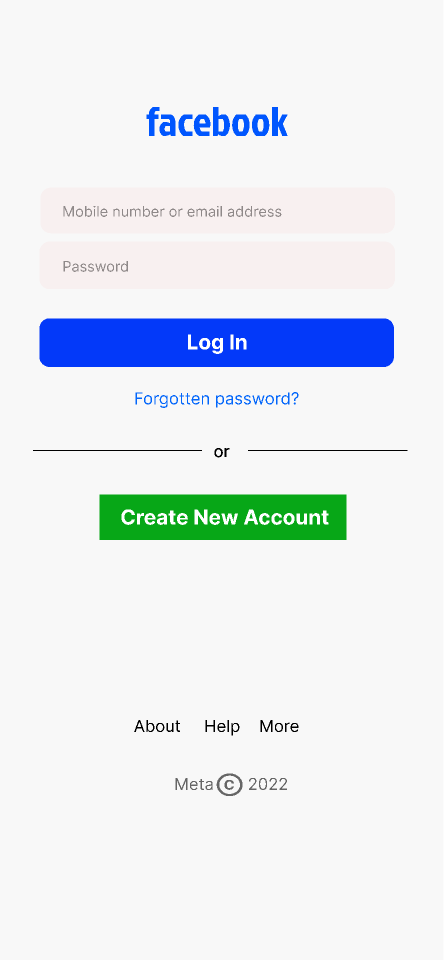 facebook
Mobile number or email address
Password
Log In
Forgotten password?
or
Create New Account
About Help More
Meta © 2022